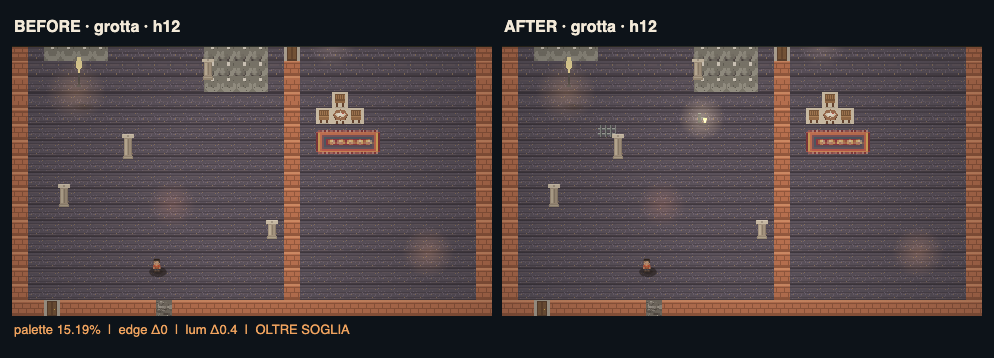 BEFORE · grotta · h12
AFTER · grotta · h12
palette 15.19% | edge Δ0 | lum Δ0.4 | OLTRE SOGLIA